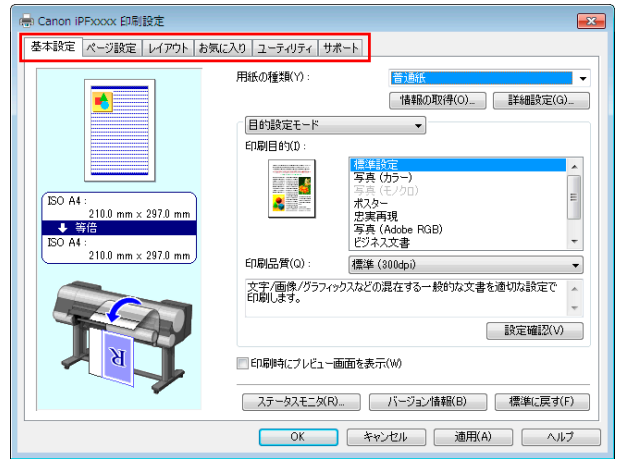 Canon iPFxxxx 印刷設定
基本設定 ページ設定 レイアウト お気に入り ユーティリティ サポート
用紙の種類(Y)： 普通紙
情報の取得(O)... 詳細設定(G)...
目的設定モード
印刷目的(I)：
標準設定
写真 (カラー)
写真 (モノクロ)
ポスター
忠実再現
写真 (Adobe RGB)
ビジネス文書
ISO A4 :
210.0 mm × 297.0 mm
等倍
ISO A4 :
210.0 mm × 297.0 mm
印刷品質(Q)： 標準 (300dpi)
文字/画像/グラフィックスなどの混在する一般的な文書を適切な設定で
印刷します。
設定確認(V)
R
印刷時にプレビュー画面を表示(W)
ステータスモニタ(R)... バージョン情報(B) 標準に戻す(F)
OK キャンセル 適用(A) ヘルプ